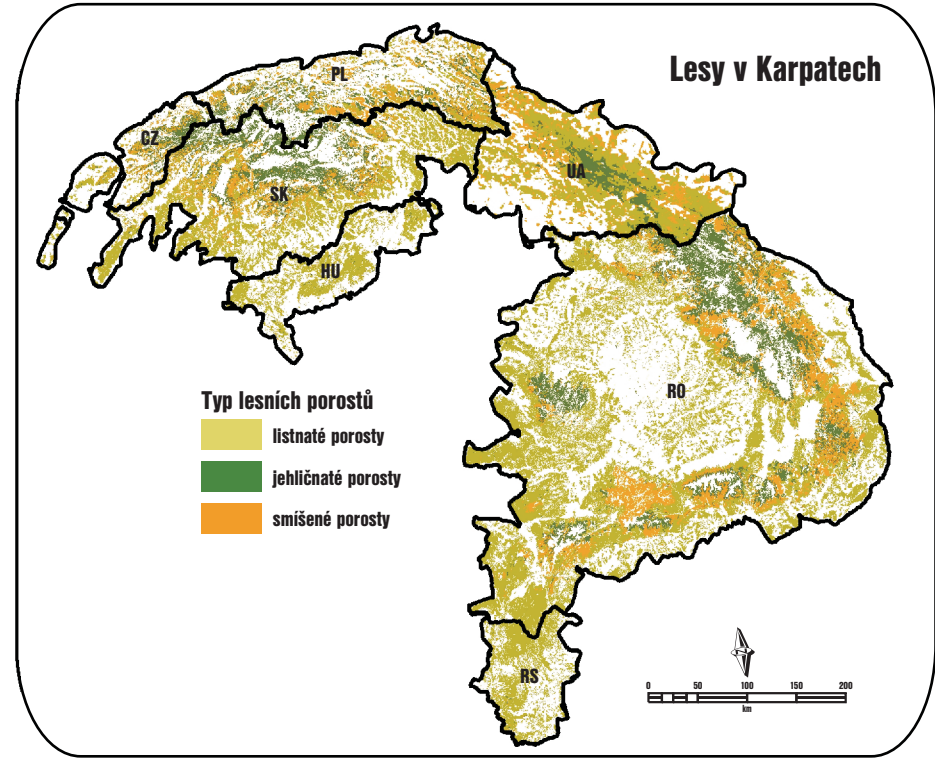 Lesy v Karpatech
PL
CZ
UA
SK
HU
RO
Typ lesních porostů
listnaté porosty
jehličnaté porosty
smíšené porosty
RS
0 50 100 150 200
km